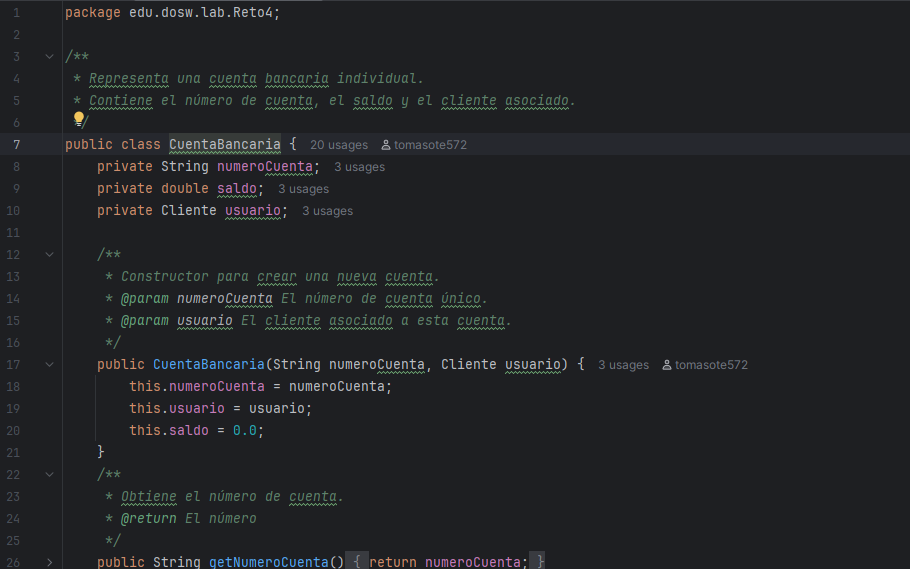 1 package edu.dosw.lab.Reto4;
2
3 /**
4 * Representa una cuenta bancaria individual.
5 * Contiene el número de cuenta, el saldo y el cliente asociado.
6 */
7 public class CuentaBancaria { 20 usages tomasote572
8 private String numeroCuenta; 3 usages
9 private double saldo; 3 usages
10 private Cliente usuario; 3 usages
11
12 /**
13 * Constructor para crear una nueva cuenta.
14 * @param numeroCuenta El número de cuenta único.
15 * @param usuario El cliente asociado a esta cuenta.
16 */
17 public CuentaBancaria(String numeroCuenta, Cliente usuario) { 3 usages tomasote572
18 this.numeroCuenta = numeroCuenta;
19 this.usuario = usuario;
20 this.saldo = 0.0;
21 }
22 /**
23 * Obtiene el número de cuenta.
24 * @return El número
25 */
26 public String getNumeroCuenta() { return numeroCuenta; }